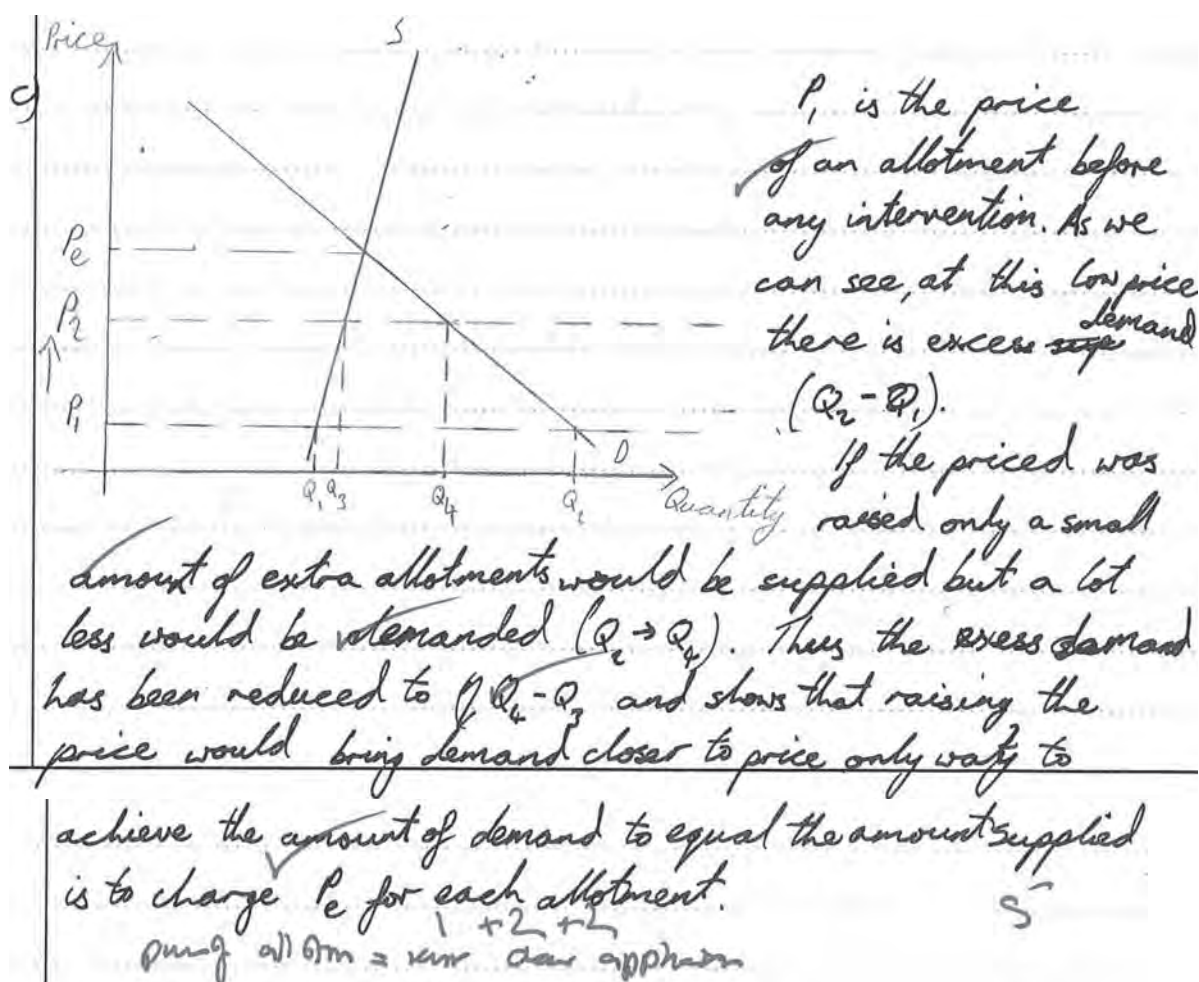 Price
S
g)
Pe
P2
P1
D
Q1 Q3 Q4 Q2
Quantity
P1 is the price
of an allotment before
any intervention. As we
can see, at this low price
there is excess demand
(Q2 - Q1).
If the priced was
raised only a small
amount of extra allotments would be supplied but a lot
less would be demanded (Q2 → Q4). Thus the exess demand
has been reduced to Q4 - Q3 and shows that raising the
price would bring demand closer to price only way to
achieve the amount of demand to equal the amount supplied
is to charge Pe for each allotment.
1 + 2 + 2
5